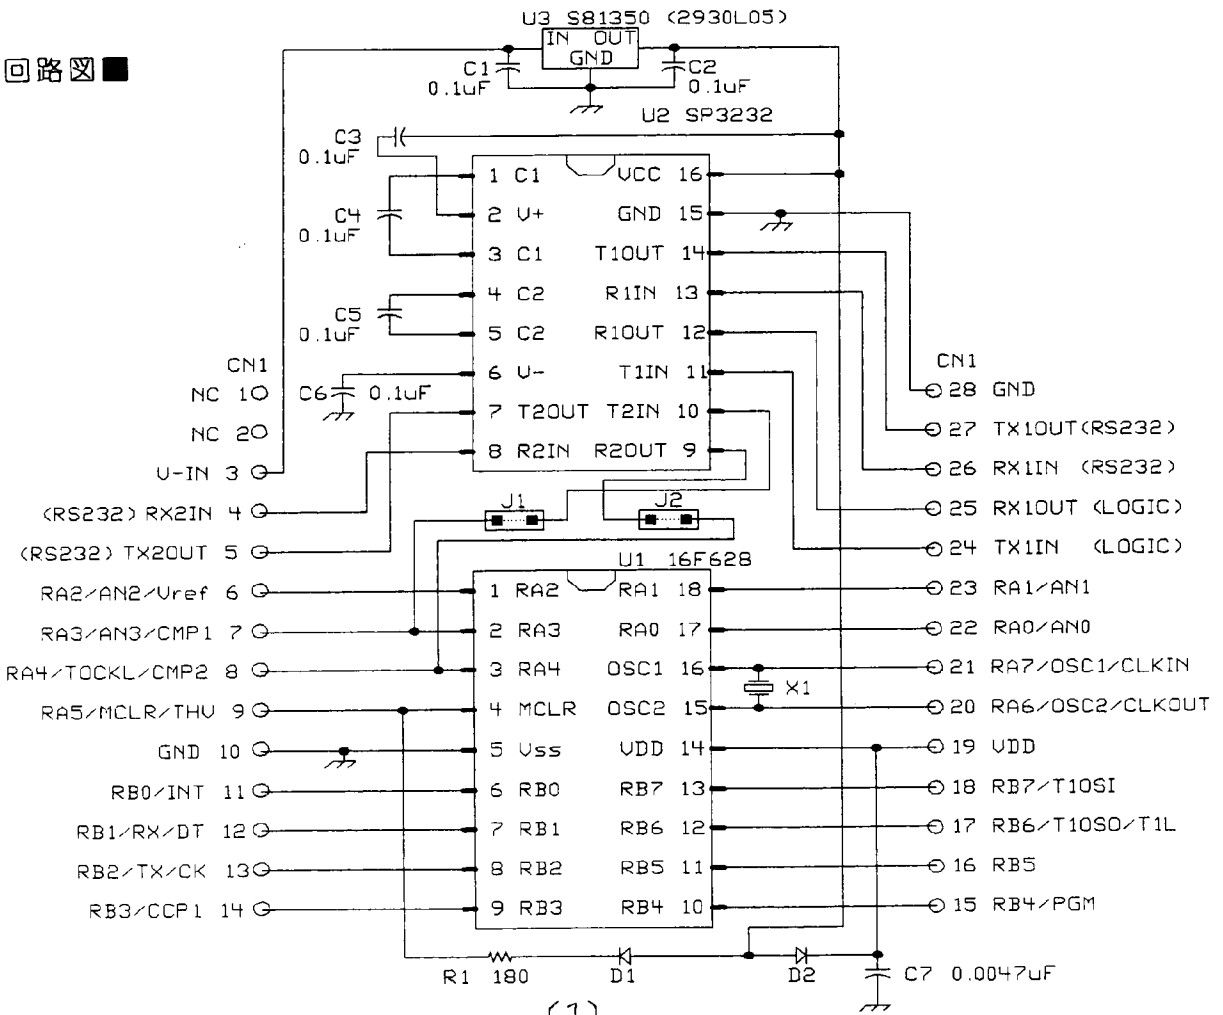 回路図■
U3 S81350 (2930L05)
IN OUT
GND
C1
0.1uF
C2
0.1uF
U2 SP3232
C3
0.1uF
C4
0.1uF
C5
0.1uF
C6 0.1uF
1 C1 VCC 16
2 V+ GND 15
3 C1 T1OUT 14
4 C2 R1IN 13
5 C2 R1OUT 12
6 V- T1IN 11
7 T2OUT T2IN 10
8 R2IN R2OUT 9
J1
J2
CN1
NC 1
NC 2
V-IN 3
(RS232) RX2IN 4
(RS232) TX2OUT 5
RA2/AN2/Vref 6
RA3/AN3/CMP1 7
RA4/TOCKL/CMP2 8
RA5/MCLR/THV 9
GND 10
RB0/INT 11
RB1/RX/DT 12
RB2/TX/CK 13
RB3/CCP1 14
U1 16F628
1 RA2 RA1 18
2 RA3 RA0 17
3 RA4 OSC1 16
4 MCLR OSC2 15
5 Vss VDD 14
6 RB0 RB7 13
7 RB1 RB6 12
8 RB2 RB5 11
9 RB3 RB4 10
X1
CN1
28 GND
27 TX1OUT(RS232)
26 RX1IN (RS232)
25 RX1OUT (LOGIC)
24 TX1IN (LOGIC)
23 RA1/AN1
22 RA0/AN0
21 RA7/OSC1/CLKIN
20 RA6/OSC2/CLKOUT
19 VDD
18 RB7/T1OSI
17 RB6/T1OSO/T1L
16 RB5
15 RB4/PGM
R1 180
D1
D2
C7 0.0047uF